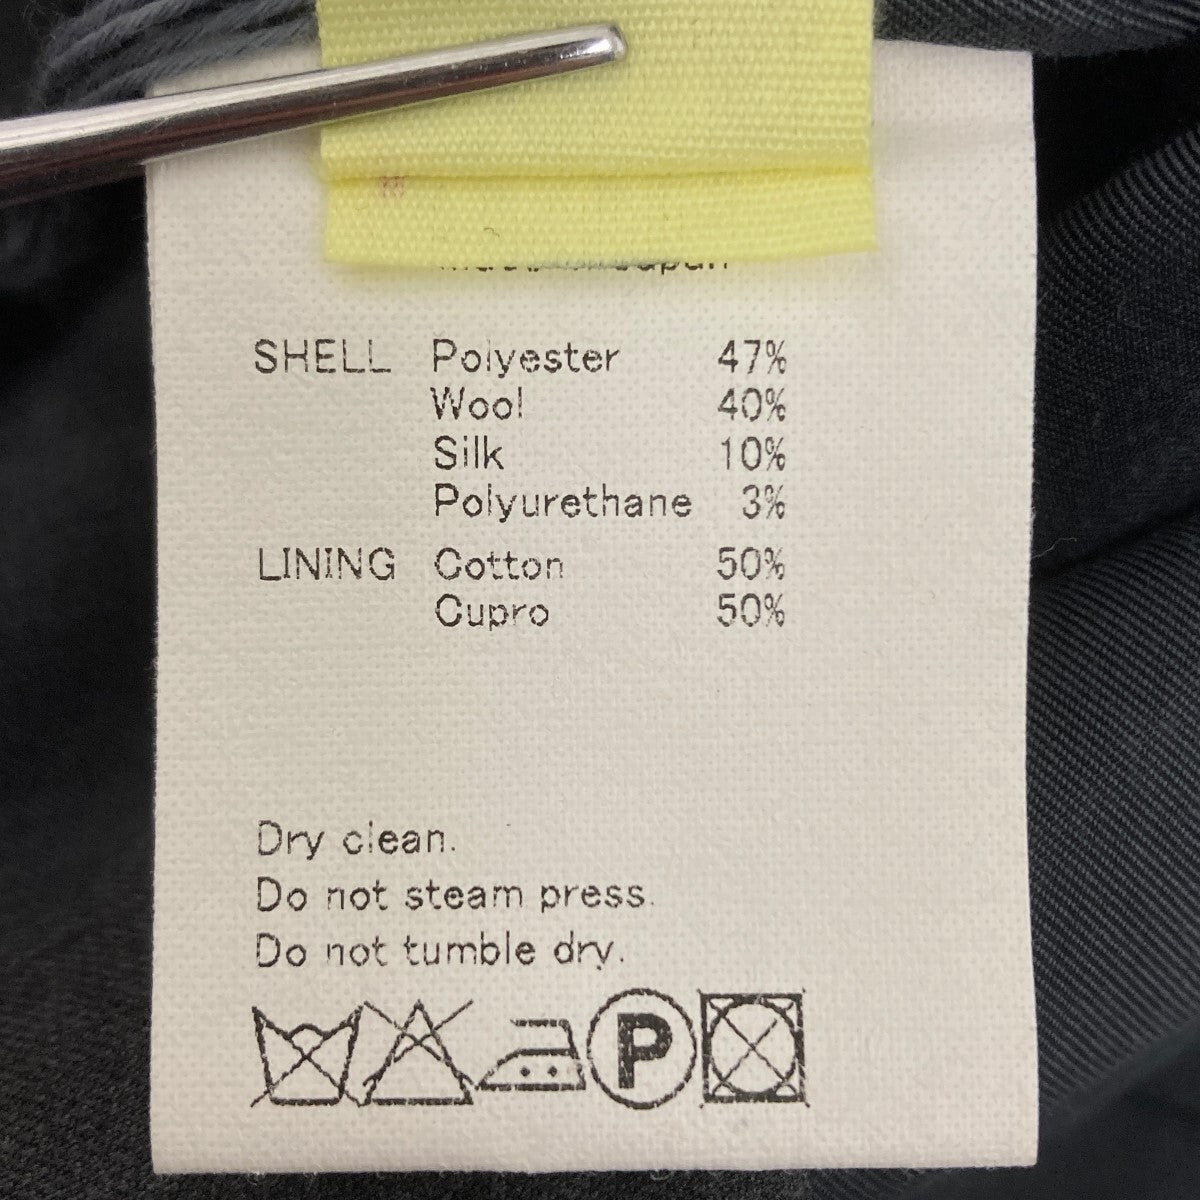 Japan
SHELL Polyester 47%
Wool 40%
Silk 10%
Polyurethane 3%
LINING Cotton 50%
Cupro 50%
Dry clean.
Do not steam press.
Do not tumble dry.
P